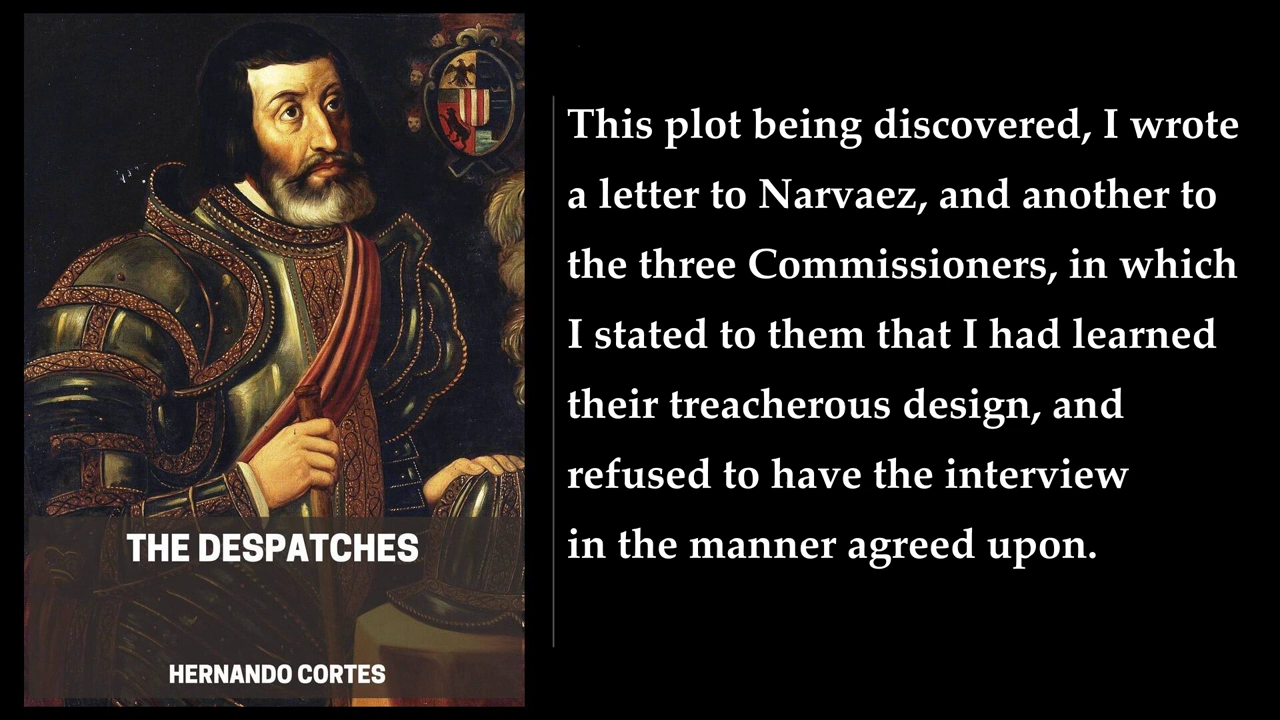 THE DESPATCHES
HERNANDO CORTES
This plot being discovered, I wrote
a letter to Narvaez, and another to
the three Commissioners, in which
I stated to them that I had learned
their treacherous design, and
refused to have the interview
in the manner agreed upon.